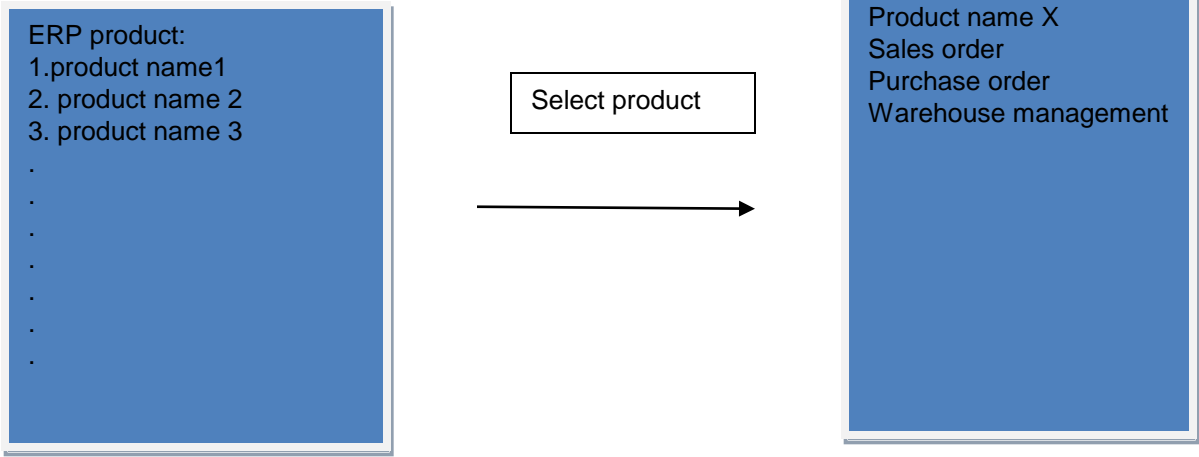 ERP product:
1.product name1
2. product name 2
3. product name 3
.
.
.
.
.
.
.
Select product
Product name X
Sales order
Purchase order
Warehouse management